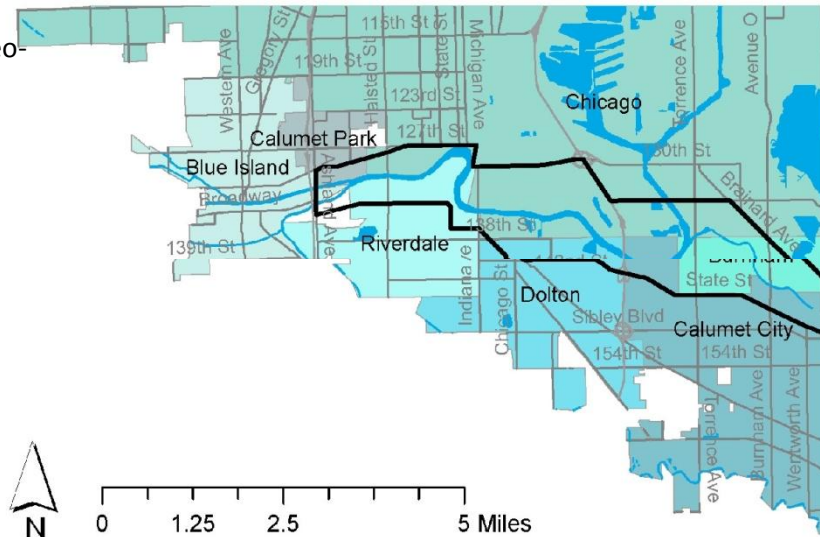 o-
115th St
Gregory St
119th St
Western Ave
Halsted St
State St
Michigan Ave
123rd St
127th St
Chicago
Torrence Ave
Avenue O
Calumet Park
Blue Island
Broadway
Ashland Ave
130th St
Brainard Ave
139th St
Riverdale
138th St
Indiana Ave
Chicago St
Burnham
State St
Dolton
Sibley Blvd
Calumet City
154th St
154th St
Torrence Ave
Burnham Ave
Wentworth Ave
N
0 1.25 2.5 5 Miles